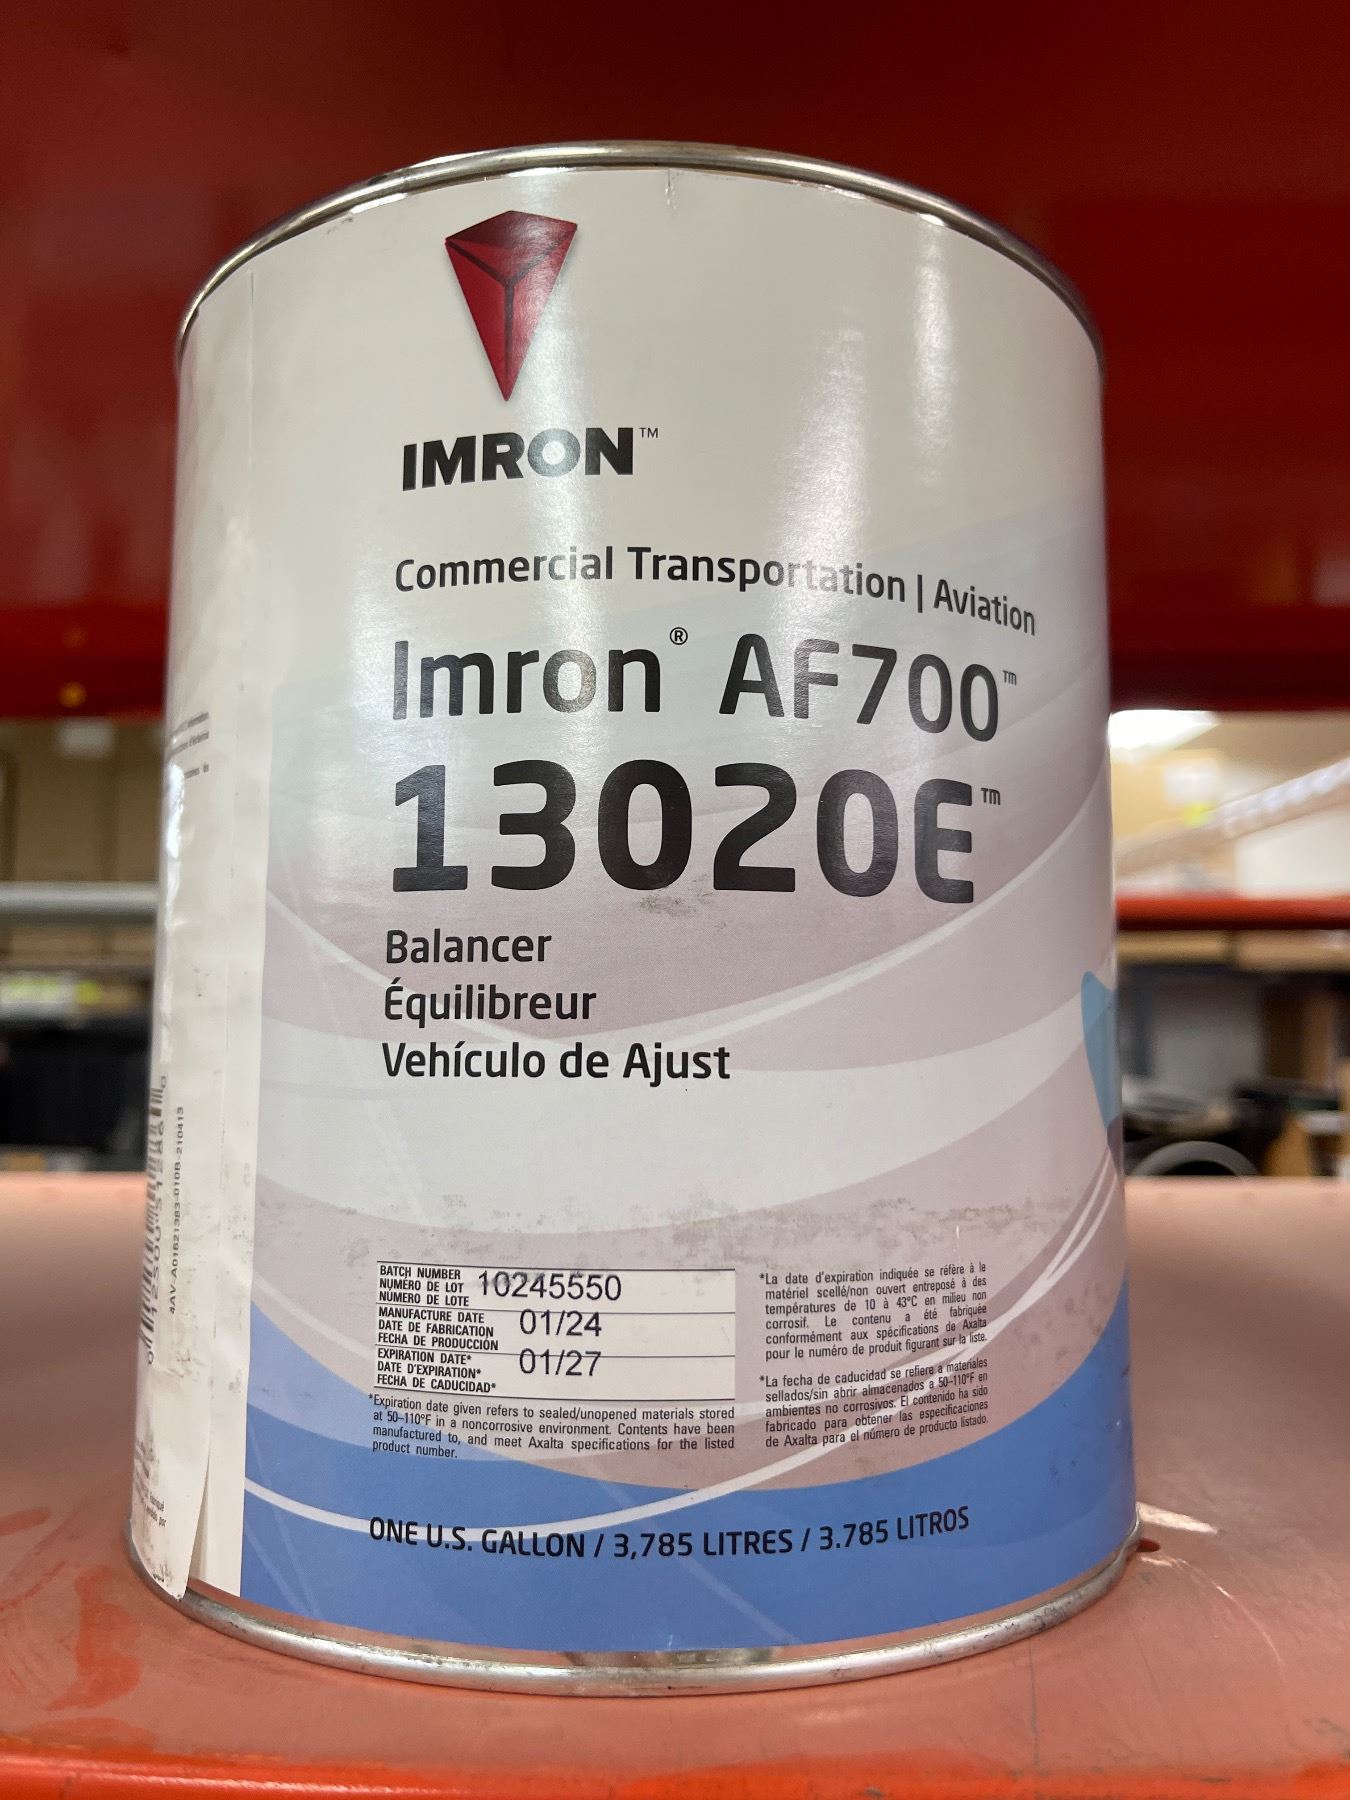 IMRON™
Commercial Transportation | Aviation
Imron® AF700™
13020E™
Balancer
Équilibreur
Vehículo de Ajust
BATCH NUMBER
NUMÉRO DE LOT
NÚMERO DE LOTE
10245550
MANUFACTURE DATE
DATE DE FABRICATION
FECHA DE PRODUCCIÓN
01/24
EXPIRATION DATE*
DATE D'EXPIRATION*
FECHA DE CADUCIDAD*
01/27
*Expiration date given refers to sealed/unopened materials stored
at 50–110°F in a noncorrosive environment. Contents have been
manufactured to, and meet Axalta specifications for the listed
product number.
*La date d'expiration indiquée se réfère à le
matériel scellé/non ouvert entreposé à des
températures de 10 à 43°C en milieu non
corrosif. Le contenu a été fabriquée
conformément aux spécifications de Axalta
pour le numéro de produit figurant sur la liste.
*La fecha de caducidad se refiere a materiales
sellados/sin abrir almacenados a 50–110°F en
ambientes no corrosivos. El contenido ha sido
fabricado para obtener las especificaciones
de Axalta para el número de producto listado.
ONE U.S. GALLON / 3,785 LITRES / 3.785 LITROS
4AV-A01621383-010B-210413